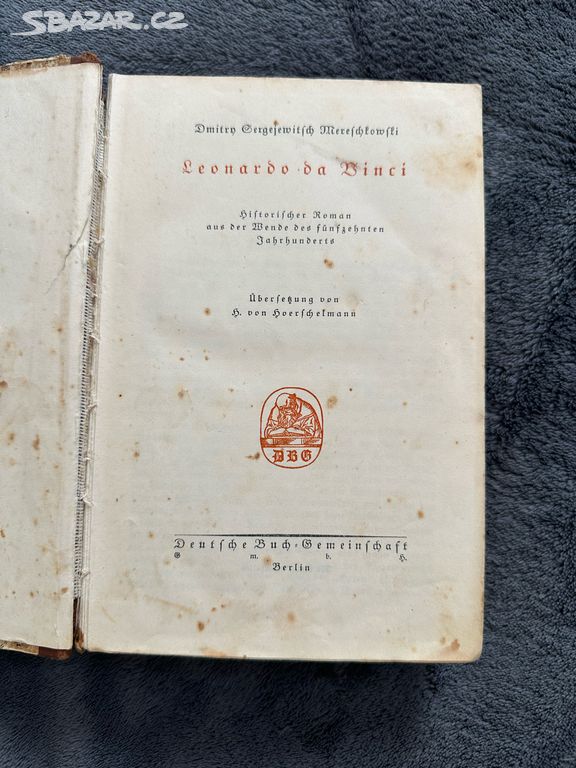 SBAZAR.CZ
Dmitry Sergejewitsch Mereschkowski
Leonardo da Vinci
Historischer Roman
aus der Wende des fünfzehnten
Jahrhunderts
Übersetzung von
H. von Hoerschelmann
DBG
Deutsche Buch-Gemeinschaft
G. m. b. H.
Berlin